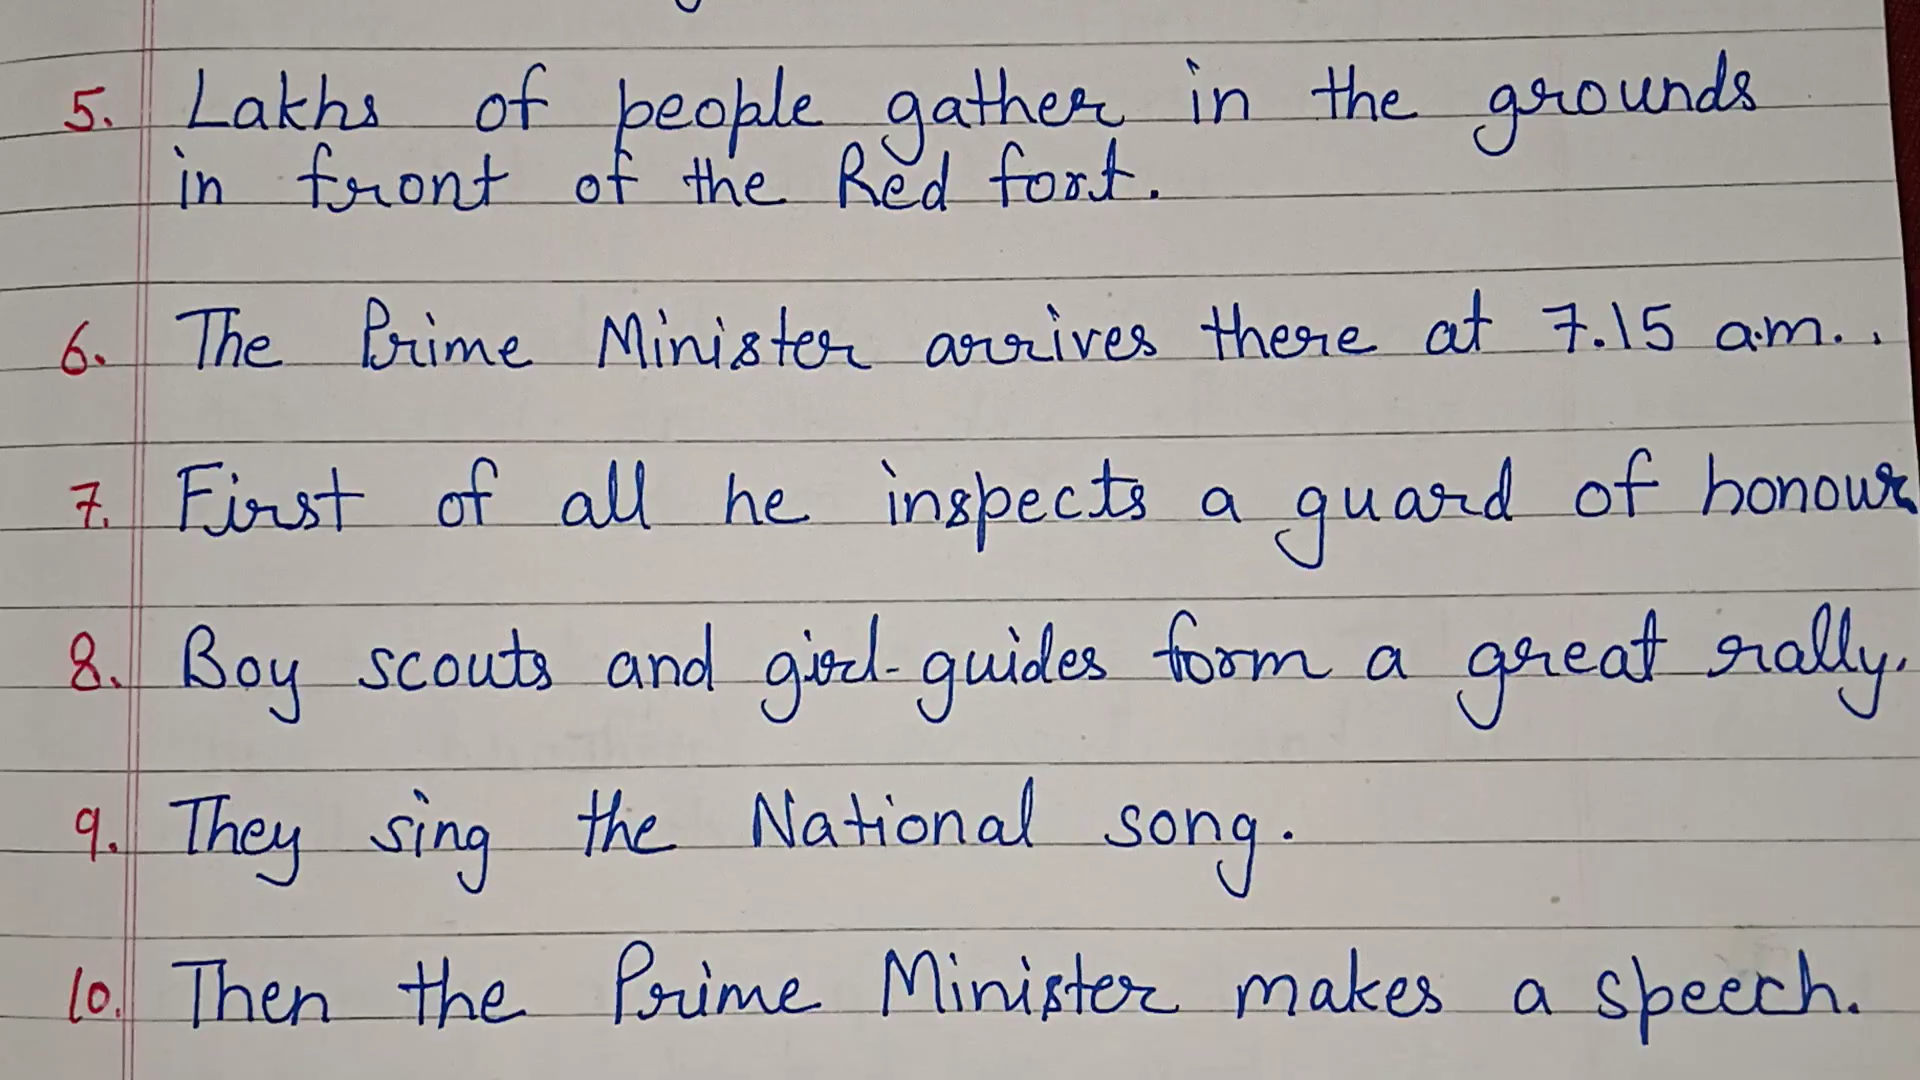 5. Lakhs of people gather in the grounds
in front of the Red fort.
6. The Prime Minister arrives there at 7.15 a.m..
7. First of all he inspects a guard of honour
8. Boy scouts and girl-guides form a great rally.
9. They sing the National song.
10. Then the Prime Minister makes a speech.